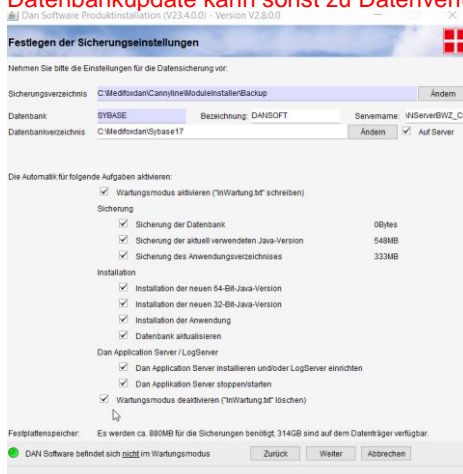 Datenbankupdate kann sonst zu Datenverl
Dan Software Produktinstallation (V23.4.0.0) - Version V2.8.0.0
Festlegen der Sicherungseinstellungen
Nehmen Sie bitte die Einstellungen für die Datensicherung vor:
Sicherungsverzeichnis C:\Medifoxdan\Cannyline\ModuleInstaller\Backup Ändern
Datenbank SYBASE Bezeichnung: DANSOFT Servername: \NServerBWZ_C
Datenbankverzeichnis C:\Medifoxdan\Sybase17 Ändern Auf Server
Die Automatik für folgende Aufgaben aktivieren:
Wartungsmodus aktivieren ("InWartung.txt" schreiben)
Sicherung
Sicherung der Datenbank 0Bytes
Sicherung der aktuell verwendeten Java-Version 548MB
Sicherung des Anwendungsverzeichnises 333MB
Installation
Installation der neuen 64-Bit-Java-Version
Installation der neuen 32-Bit-Java-Version
Installation der Anwendung
Datenbank aktualisieren
Dan Application Server / LogServer
Dan Application Server installieren und/oder LogServer einrichten
Dan Applikation Server stoppen/starten
Wartungsmodus deaktivieren ("InWartung.txt" löschen)
Festplattenspeicher: Es werden ca. 880MB für die Sicherungen benötigt; 314GB sind auf dem Datenträger verfügbar.
DAN Software befindet sich nicht im Wartungsmodus Zurück Weiter Abbrechen